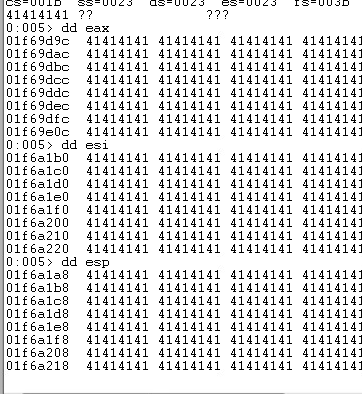 cs=001b ss=0023 ds=0023 es=0023 fs=003b
41414141 ?? ???
0:005> dd eax
01f69d9c 41414141 41414141 41414141 41414141
01f69dac 41414141 41414141 41414141 41414141
01f69dbc 41414141 41414141 41414141 41414141
01f69dcc 41414141 41414141 41414141 41414141
01f69ddc 41414141 41414141 41414141 41414141
01f69dec 41414141 41414141 41414141 41414141
01f69dfc 41414141 41414141 41414141 41414141
01f69e0c 41414141 41414141 41414141 41414141
0:005> dd esi
01f6a1b0 41414141 41414141 41414141 41414141
01f6a1c0 41414141 41414141 41414141 41414141
01f6a1d0 41414141 41414141 41414141 41414141
01f6a1e0 41414141 41414141 41414141 41414141
01f6a1f0 41414141 41414141 41414141 41414141
01f6a200 41414141 41414141 41414141 41414141
01f6a210 41414141 41414141 41414141 41414141
01f6a220 41414141 41414141 41414141 41414141
0:005> dd esp
01f6a1a8 41414141 41414141 41414141 41414141
01f6a1b8 41414141 41414141 41414141 41414141
01f6a1c8 41414141 41414141 41414141 41414141
01f6a1d8 41414141 41414141 41414141 41414141
01f6a1e8 41414141 41414141 41414141 41414141
01f6a1f8 41414141 41414141 41414141 41414141
01f6a208 41414141 41414141 41414141 41414141
01f6a218 41414141 41414141 41414141 41414141